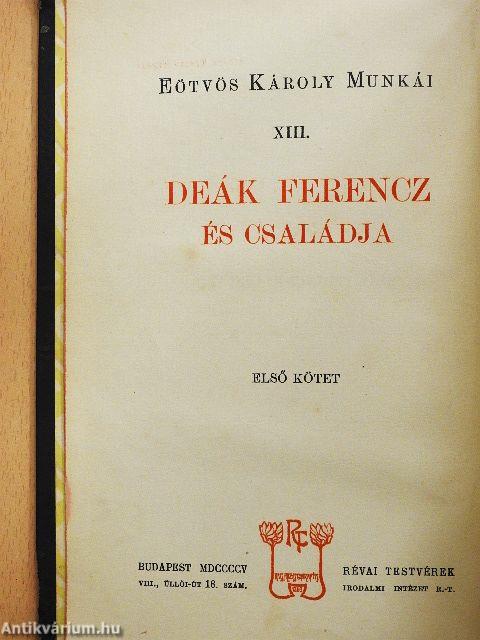 EÖTVÖS KÁROLY MUNKÁI
XIII.
DEÁK FERENCZ
ÉS CSALÁDJA
ELSŐ KÖTET
BUDAPEST MDCCCCV
VIII., ÜLLŐI-ÚT 18. SZÁM.
RÉVAI TESTVÉREK
IRODALMI INTÉZET R.-T.
Antikvárium.hu